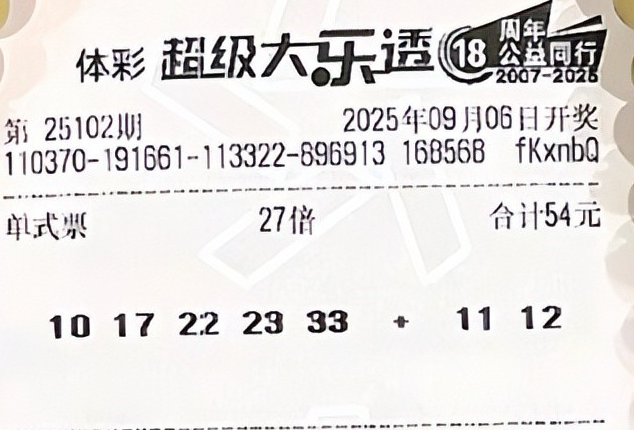 体彩 超级大乐透 18 周年
公益同行
2007-2025
第 25102期 2025年09月06日开奖
110370-191661-113322-896913 168568 fKxnbQ
单式票 27倍 合计54元
10 17 22 23 33 + 11 12